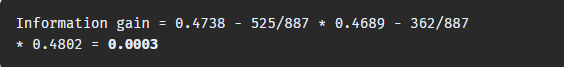 Information gain = 0.4738 - 525/887 * 0.4689 - 362/887
* 0.4802 = 0.0003